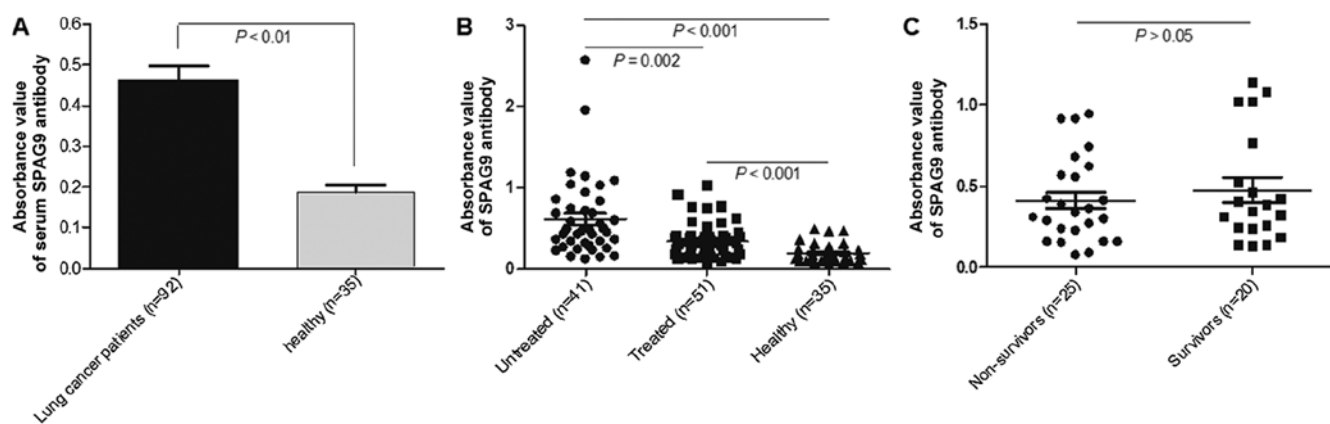 A
Absorbance value
of serum SPAG9 antibody
0.6
0.5
0.4
0.3
0.2
0.1
0.0
P < 0.01
Lung cancer patients (n=92)
healthy (n=35)
B
Absorbance value
of SPAG9 antibody
3
2
1
0
P < 0.001
P = 0.002
P < 0.001
Untreated (n=41)
Treated (n=51)
Healthy (n=35)
C
Absorbance value
of SPAG9 antibody
1.5
1.0
0.5
0.0
P > 0.05
Non-survivors (n=25)
Survivors (n=20)